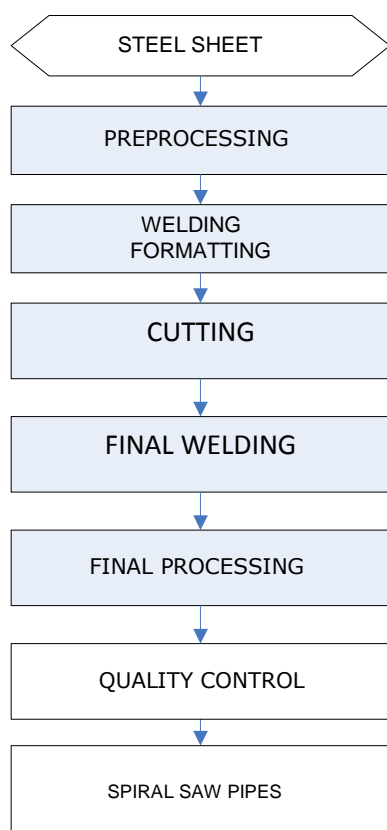 STEEL SHEET
PREPROCESSING
WELDING
FORMATTING
CUTTING
FINAL WELDING
FINAL PROCESSING
QUALITY CONTROL
SPIRAL SAW PIPES